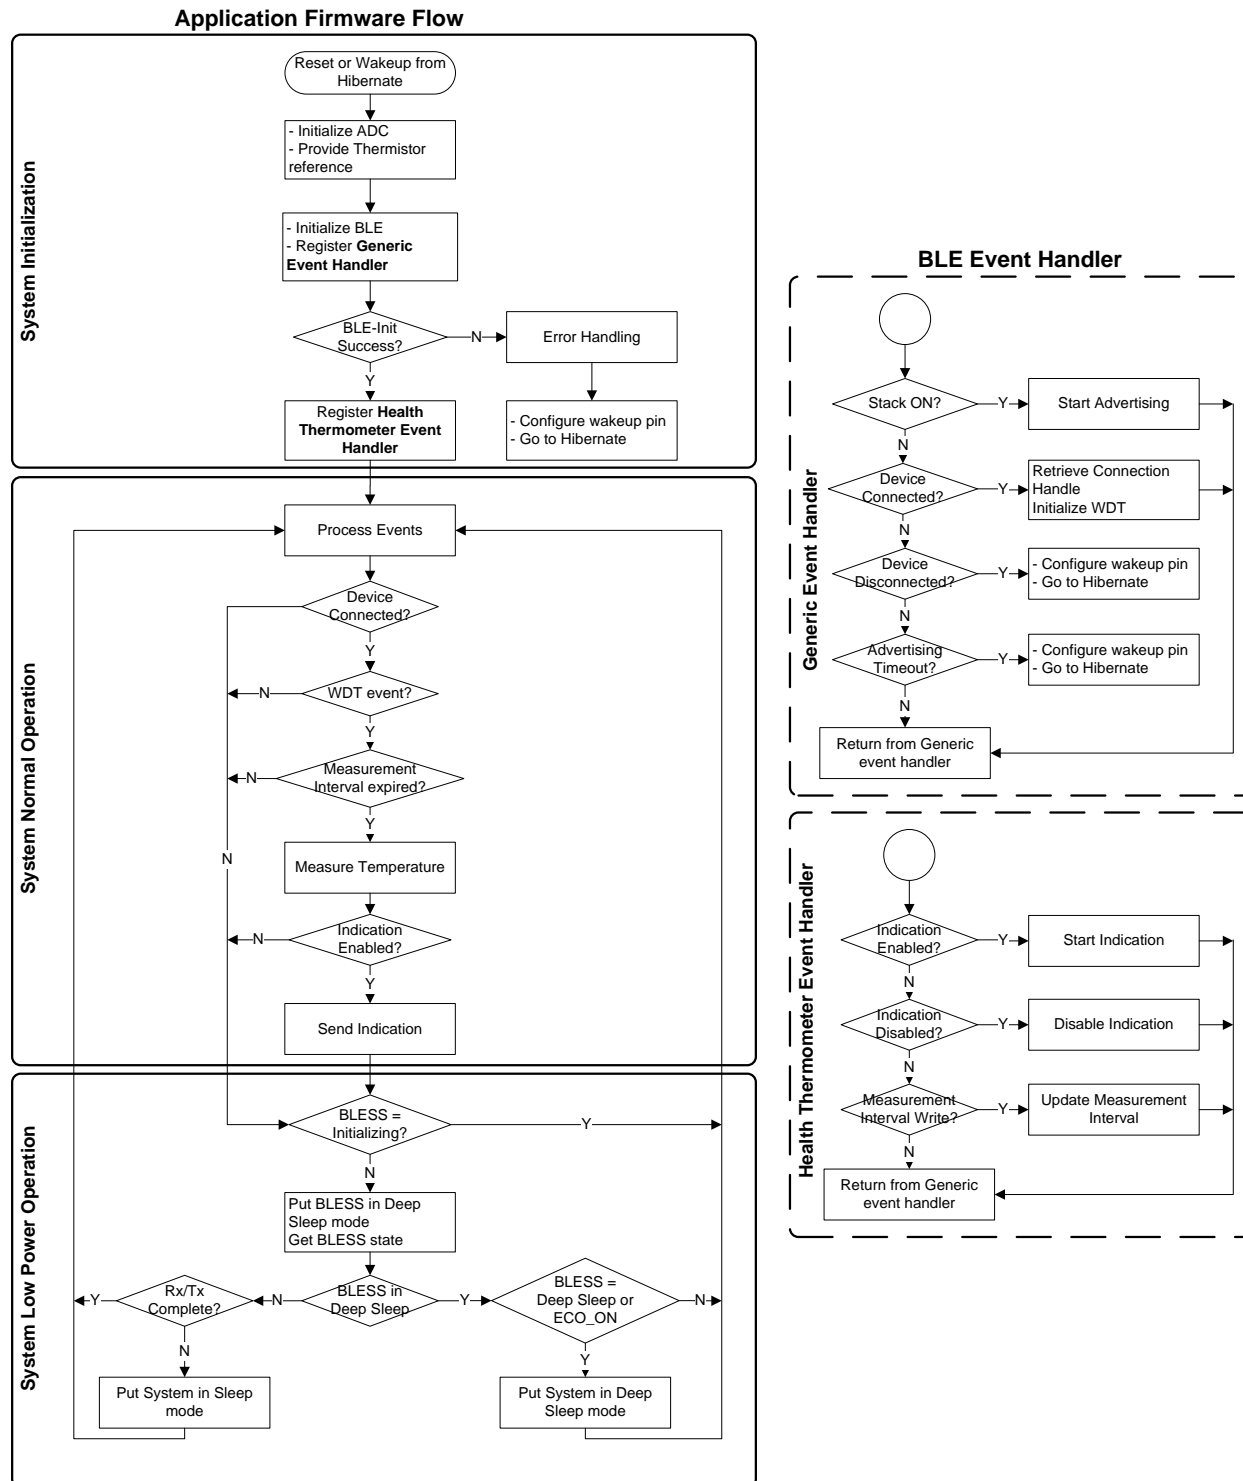 Application Firmware Flow
System Initialization
Reset or Wakeup from
Hibernate
- Initialize ADC
- Provide Thermistor
reference
- Initialize BLE
- Register Generic
Event Handler
BLE-Init
Success?
N
Error Handling
Y
Register Health
Thermometer Event
Handler
- Configure wakeup pin
- Go to Hibernate
System Normal Operation
Process Events
Device
Connected?
Y
WDT event?
N
Y
Measurement
Interval expired?
N
Y
N
Measure Temperature
Indication
Enabled?
N
Y
Send Indication
System Low Power Operation
BLESS =
Initializing?
Y
N
Put BLESS in Deep
Sleep mode
Get BLESS state
BLESS in
Deep Sleep
N
Rx/Tx
Complete?
Y
N
Put System in Sleep
mode
Y
BLESS =
Deep Sleep or
ECO_ON
N
Y
Put System in Deep
Sleep mode
BLE Event Handler
Generic Event Handler
Stack ON?
Y
Start Advertising
N
Device
Connected?
Y
Retrieve Connection
Handle
Initialize WDT
N
Device
Disconnected?
Y
- Configure wakeup pin
- Go to Hibernate
N
Advertising
Timeout?
Y
- Configure wakeup pin
- Go to Hibernate
N
Return from Generic
event handler
Health Thermometer Event Handler
Indication
Enabled?
Y
Start Indication
N
Indication
Disabled?
Y
Disable Indication
N
Measurement
Interval Write?
Y
Update Measurement
Interval
N
Return from Generic
event handler